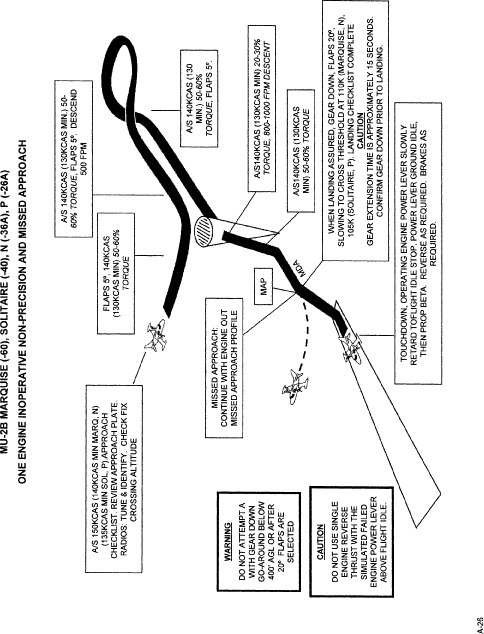 MU-2B MARQUISE (-60), SOLITAIRE (-40), N (-36A), P (-26A)
ONE ENGINE INOPERATIVE NON-PRECISION AND MISSED APPROACH
A/S 150KCAS (140KCAS MIN MARQ, N)
(135KCAS MIN SOL, P) APPROACH
CHECKLIST. REVIEW APPROACH PLATE.
RADIOS: TUNE & IDENTIFY. CHECK FIX
CROSSING ALTITUDE
FLAPS 5º, 140KCAS
(130KCAS MIN) 50-60%
TORQUE
A/S 140KCAS (130KCAS MIN.) 50-
60% TORQUE, FLAPS 5º. DESCEND
500 FPM
A/S 140KCAS (130
MIN.) 50-60%
TORQUE, FLAPS 5º.
A/S140KCAS (130KCAS MIN) 20-30%
TORQUE, 800-1000 FPM DESCENT
A/S140KCAS (130KCAS
MIN) 50-60% TORQUE
MDA
MAP
MISSED APPROACH:
CONTINUE WITH ENGINE OUT
MISSED APPROACH PROFILE
WHEN LANDING ASSURED, GEAR DOWN, FLAPS 20º,
SLOWING TO CROSS THRESHOLD AT 110K (MARQUISE, N),
105K (SOLITAIRE, P). LANDING CHECKLIST COMPLETE
CAUTION
GEAR EXTENSION TIME IS APPROXIMATELY 15 SECONDS.
CONFIRM GEAR DOWN PRIOR TO LANDING.
TOUCHDOWN, OPERATING ENGINE POWER LEVER SLOWLY
RETARD TOFLIGHT IDLE STOP. POWER LEVER GROUND IDLE,
THEN PROP BETA. REVERSE AS REQUIRED. BRAKES AS
REQUIRED.
WARNING
DO NOT ATTEMPT A
WITH GEAR DOWN
GO-AROUND BELOW
400' AGL OR AFTER
20º FLAPS ARE
SELECTED
CAUTION
DO NOT USE SINGLE
ENGINE REVERSE
THRUST WITH THE
SIMULATED FAILED
ENGINE POWER LEVER
ABOVE FLIGHT IDLE.
A-26